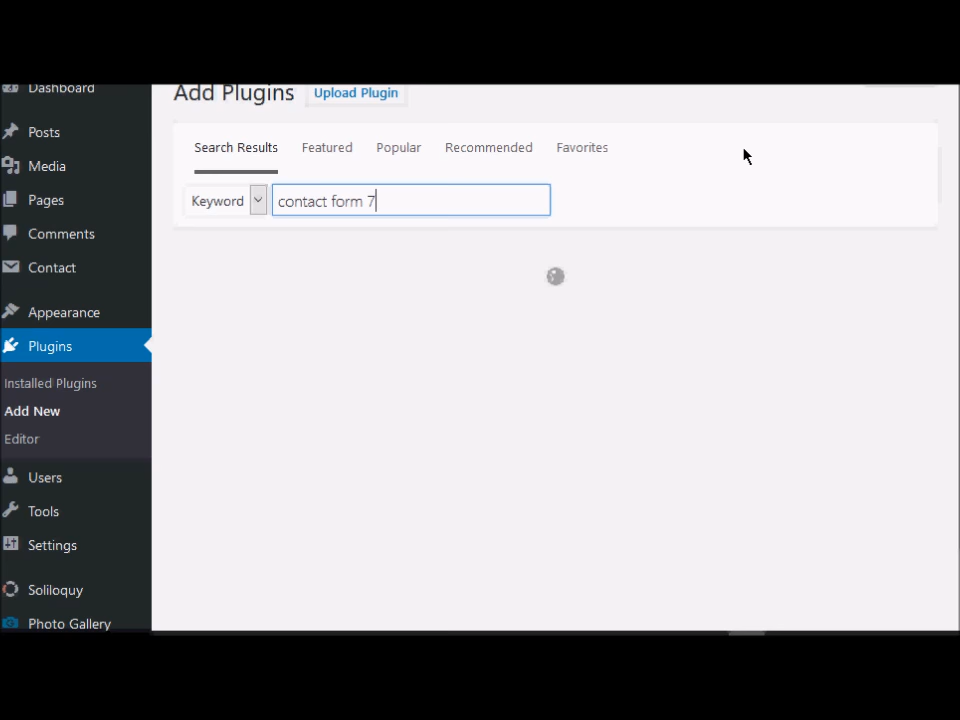 Dashboard
Posts
Media
Pages
Comments
Contact
Appearance
Plugins
Installed Plugins
Add New
Editor
Users
Tools
Settings
Soliloquy
Photo Gallery
Add Plugins Upload Plugin
Search Results Featured Popular Recommended Favorites
Keyword contact form 7